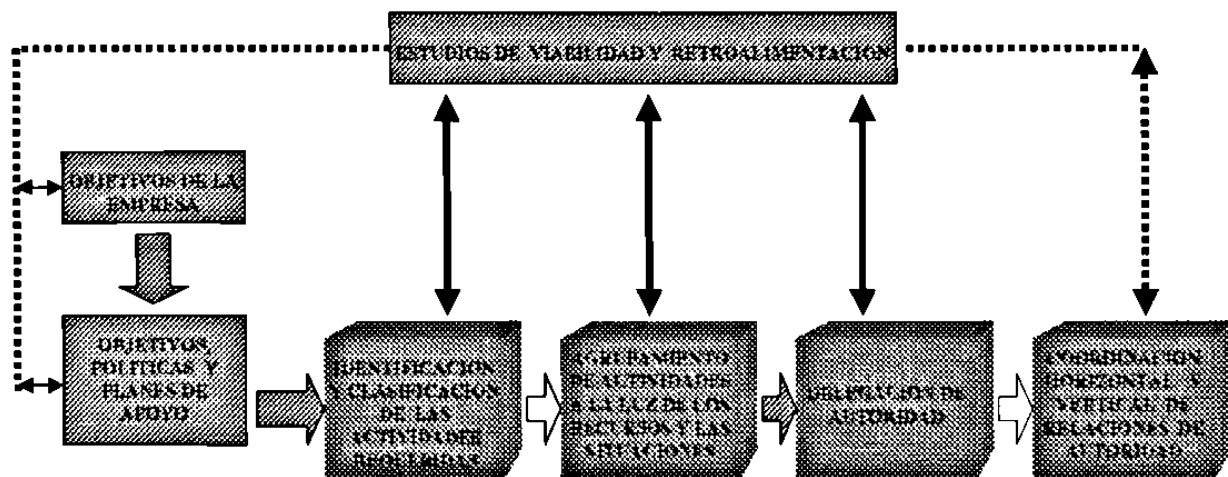 ESTUDIOS DE VIABILIDAD Y RETROALIMENTACION
OBJETIVOS DE LA
EMPRESA
OBJETIVOS,
POLITICAS Y
PLANES DE
APOYO
IDENTIFICACION
Y CLASIFICACION
DE LAS
ACTIVIDADES
REQUERIDAS
AGRUPAMIENTO
DE ACTIVIDADES
A LA LUZ DE LOS
RECURSOS Y LAS
SITUACIONES
DELEGACION DE
AUTORIDAD
COORDINACION
HORIZONTAL Y
VERTICAL DE
RELACIONES DE
AUTORIDAD